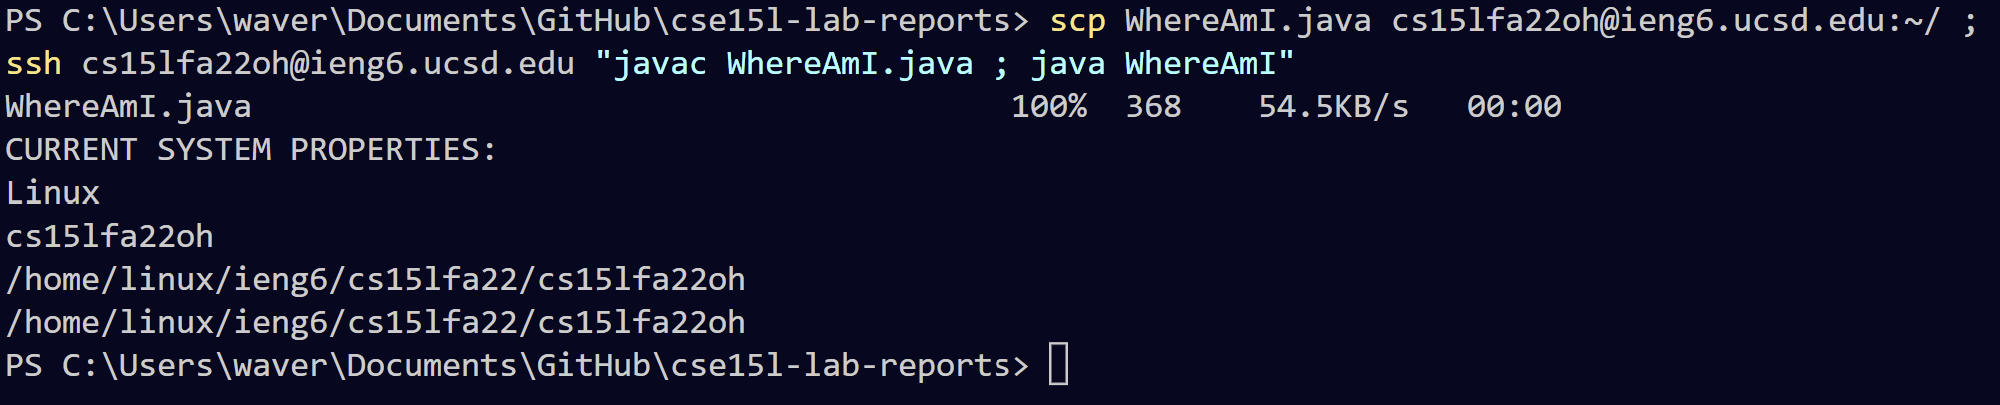 PS C:\Users\waver\Documents\GitHub\cse15l-lab-reports> scp WhereAmI.java cs15lfa22oh@ieng6.ucsd.edu:~/ ;
ssh cs15lfa22oh@ieng6.ucsd.edu "javac WhereAmI.java ; java WhereAmI"
WhereAmI.java 100% 368 54.5KB/s 00:00
CURRENT SYSTEM PROPERTIES:
Linux
cs15lfa22oh
/home/linux/ieng6/cs15lfa22/cs15lfa22oh
/home/linux/ieng6/cs15lfa22/cs15lfa22oh
PS C:\Users\waver\Documents\GitHub\cse15l-lab-reports>